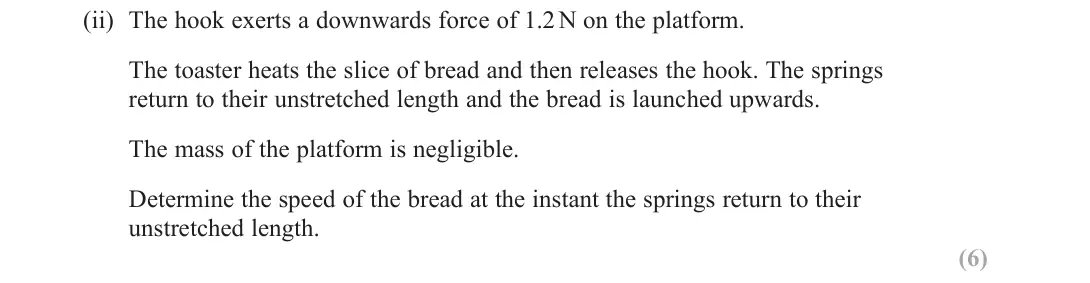 (ii) The hook exerts a downwards force of 1.2 N on the platform.
The toaster heats the slice of bread and then releases the hook. The springs
return to their unstretched length and the bread is launched upwards.
The mass of the platform is negligible.
Determine the speed of the bread at the instant the springs return to their
unstretched length.
(6)